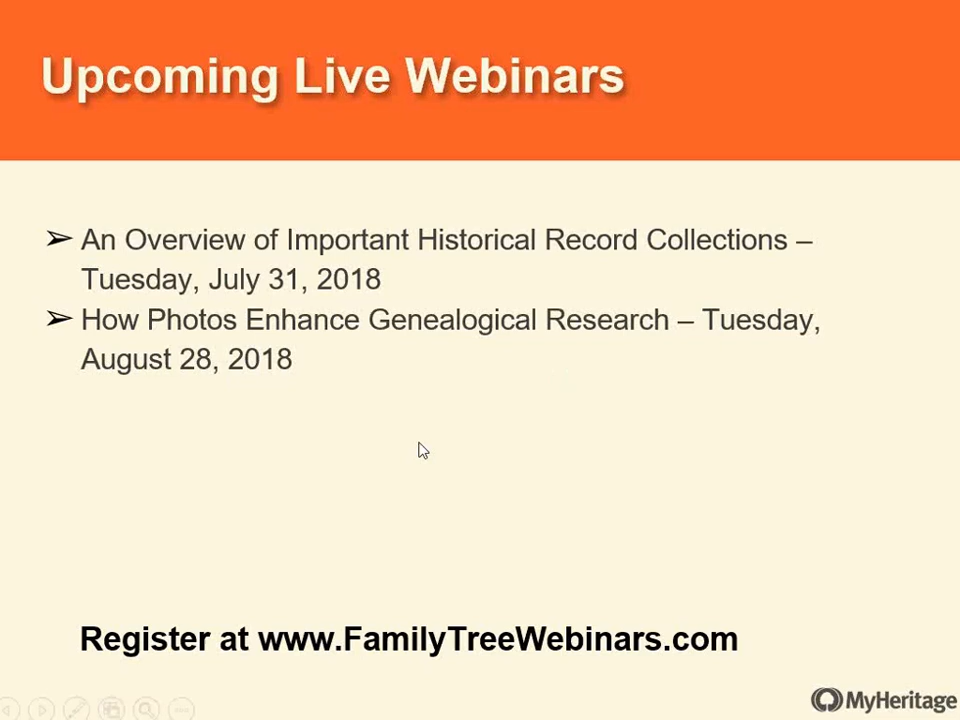 Upcoming Live Webinars
➢ An Overview of Important Historical Record Collections –
Tuesday, July 31, 2018
➢ How Photos Enhance Genealogical Research – Tuesday,
August 28, 2018
Register at www.FamilyTreeWebinars.com
MyHeritage